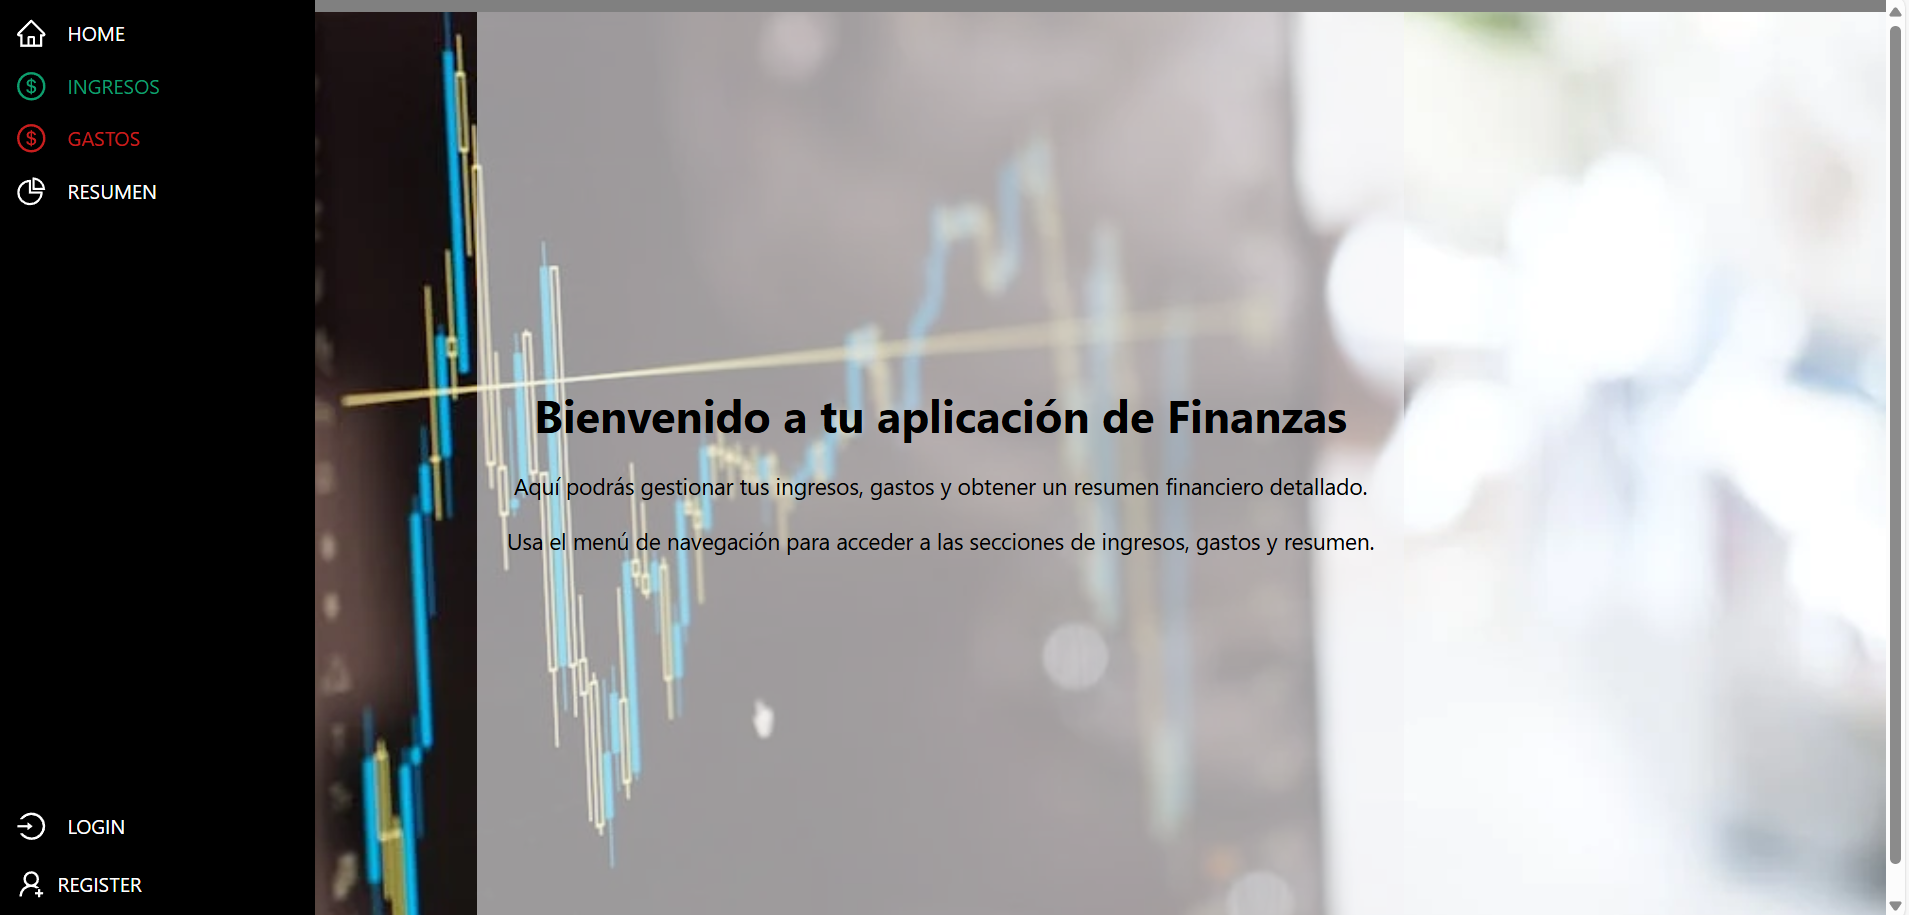 HOME
INGRESOS
GASTOS
RESUMEN
Bienvenido a tu aplicación de Finanzas
Aquí podrás gestionar tus ingresos, gastos y obtener un resumen financiero detallado.
Usa el menú de navegación para acceder a las secciones de ingresos, gastos y resumen.
LOGIN
REGISTER